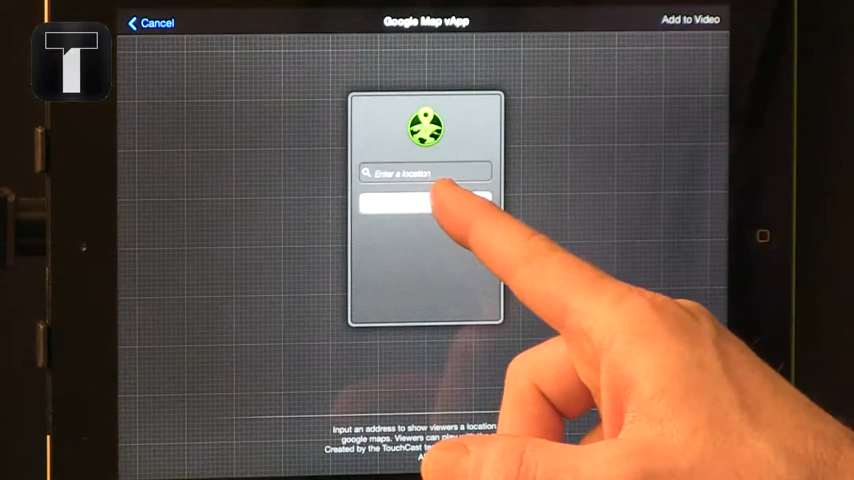 Cancel
Google Map vApp
Add to Video
T
Enter a location
Input an address to show viewers a location
google maps. Viewers can play with the
Created by the TouchCast